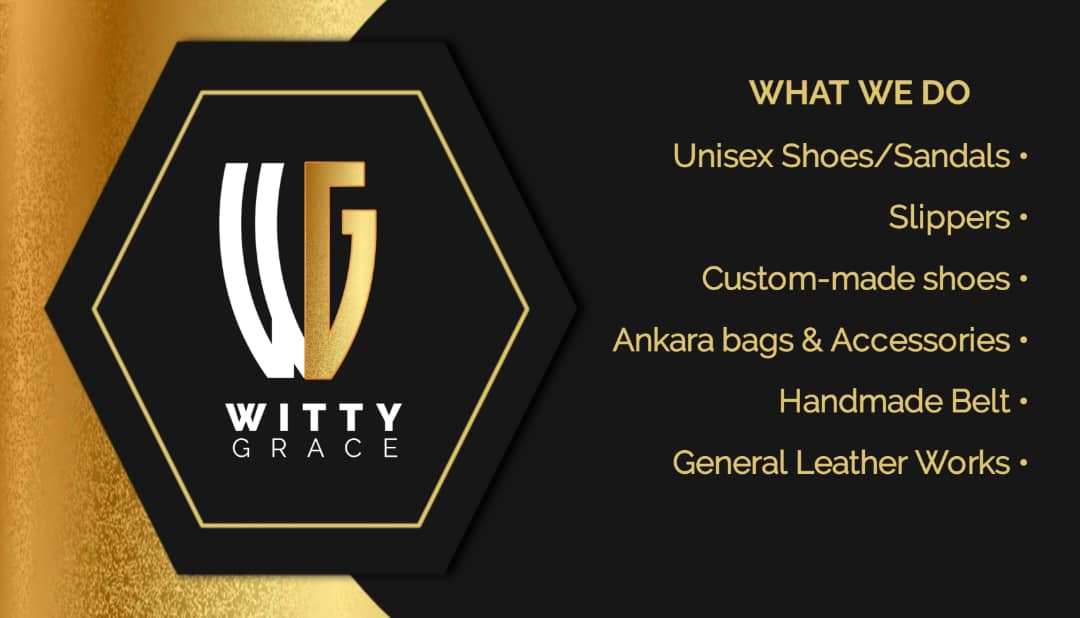 WG
WITTY
GRACE
WHAT WE DO
Unisex Shoes/Sandals •
Slippers •
Custom-made shoes •
Ankara bags & Accessories •
Handmade Belt •
General Leather Works •